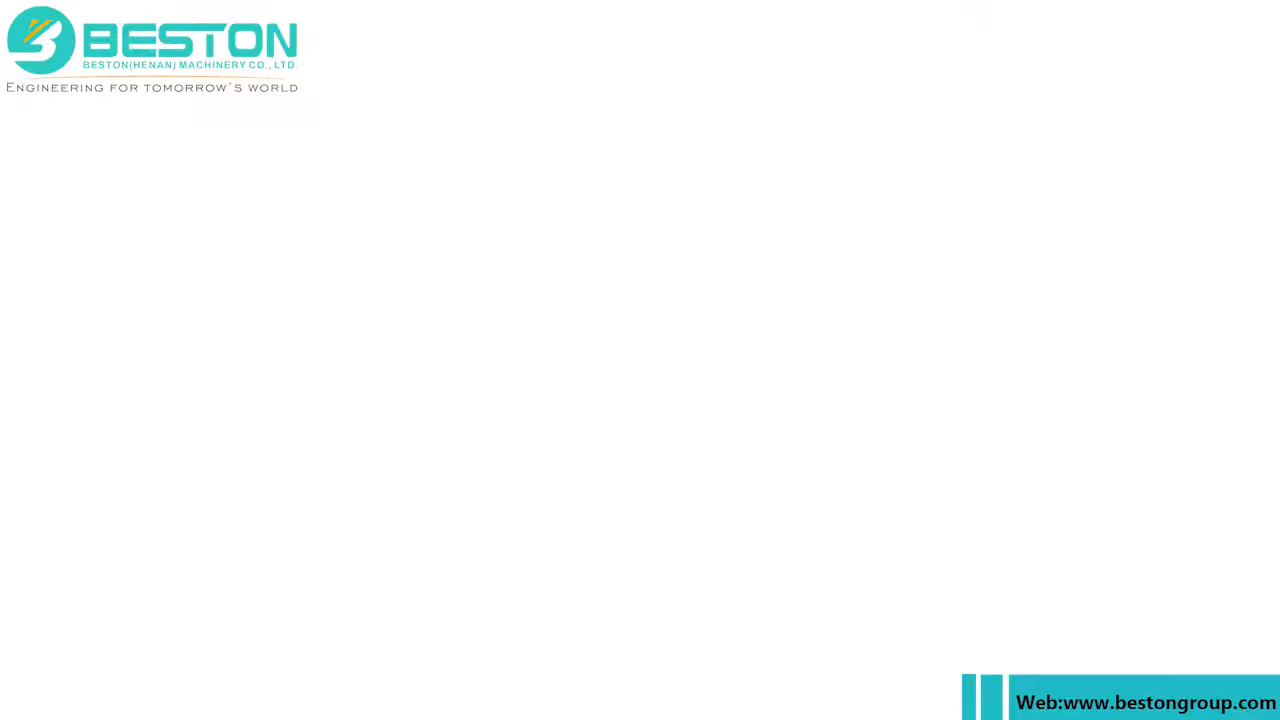 BESTON
BESTON(HENAN) MACHINERY CO., LTD.
ENGINEERING FOR TOMORROW'S WORLD
Web:www.bestongroup.com